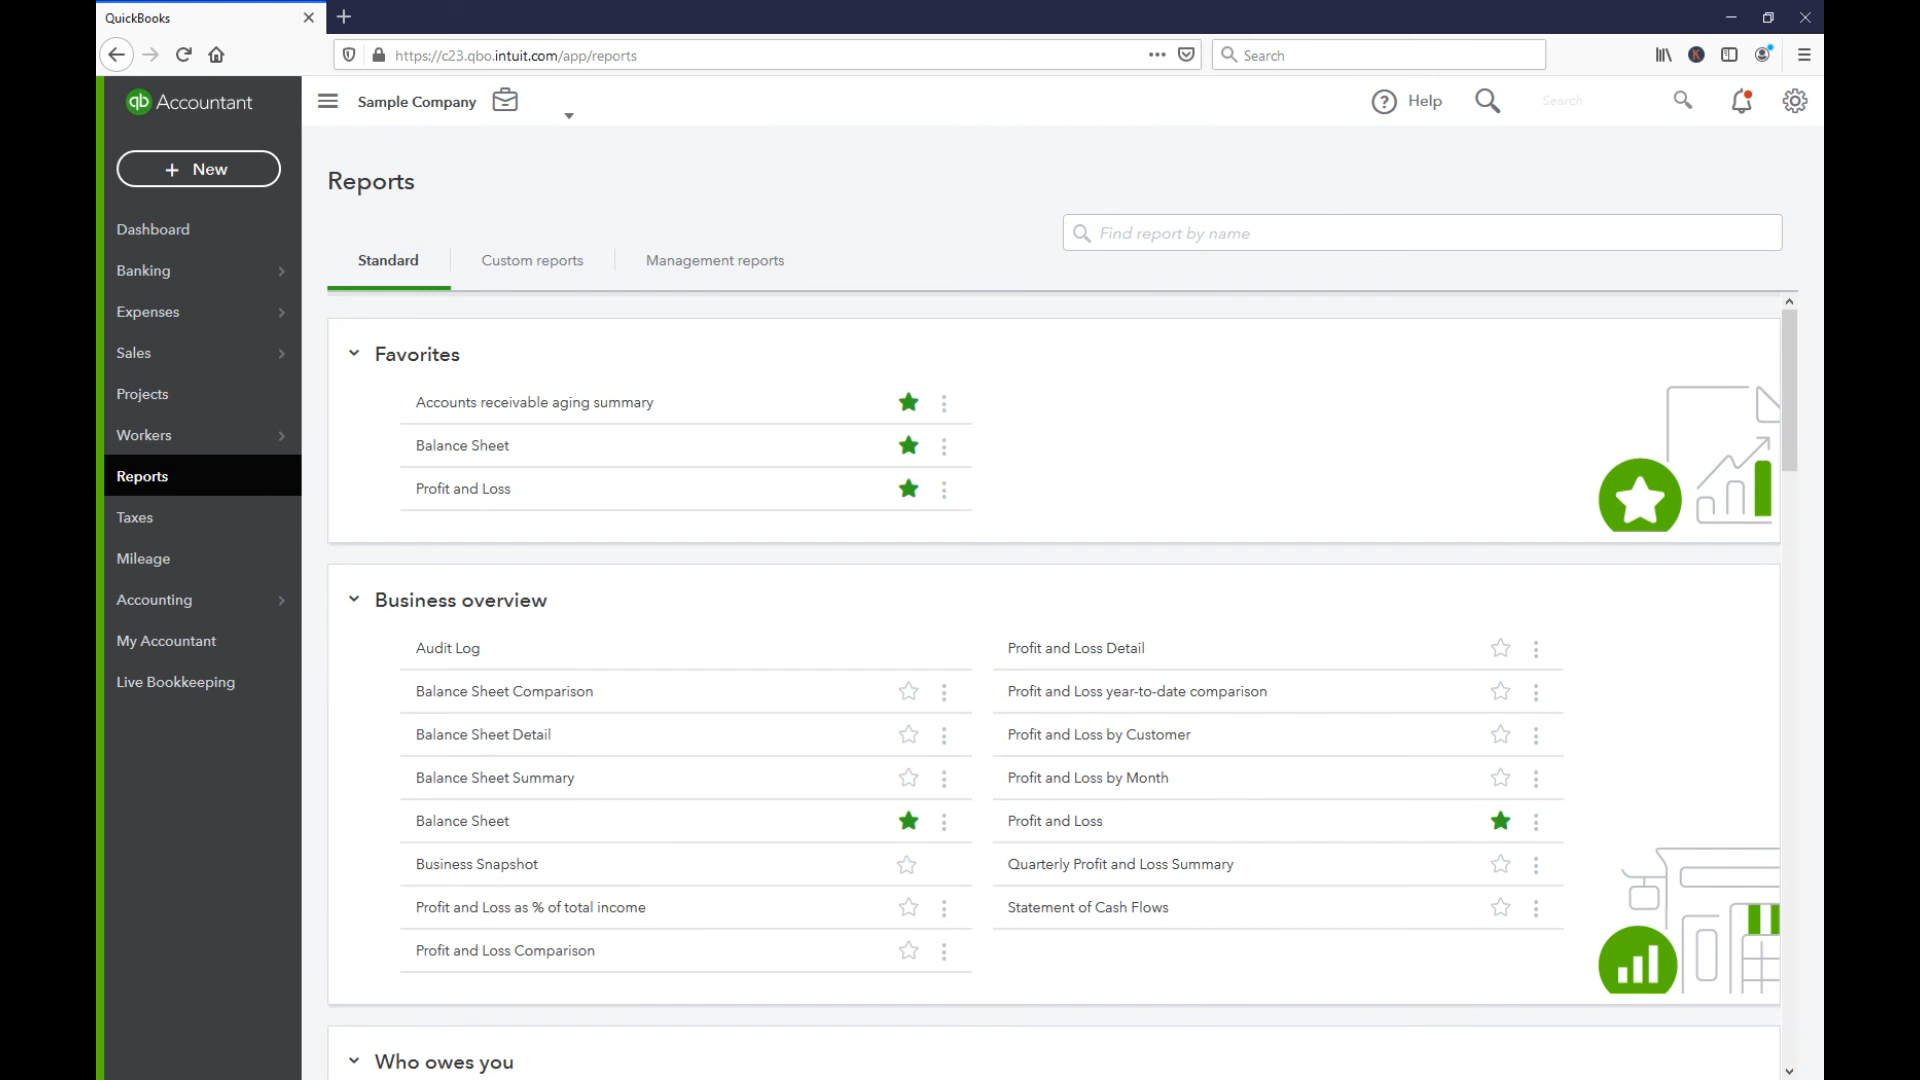 QuickBooks
https://c23.qbo.intuit.com/app/reports
Search
qb Accountant
Sample Company
Help
Search
+ New
Dashboard
Banking
Expenses
Sales
Projects
Workers
Reports
Taxes
Mileage
Accounting
My Accountant
Live Bookkeeping
Reports
Find report by name
Standard
Custom reports
Management reports
Favorites
Accounts receivable aging summary
Balance Sheet
Profit and Loss
Business overview
Audit Log
Balance Sheet Comparison
Balance Sheet Detail
Balance Sheet Summary
Balance Sheet
Business Snapshot
Profit and Loss as % of total income
Profit and Loss Comparison
Profit and Loss Detail
Profit and Loss year-to-date comparison
Profit and Loss by Customer
Profit and Loss by Month
Profit and Loss
Quarterly Profit and Loss Summary
Statement of Cash Flows
Who owes you